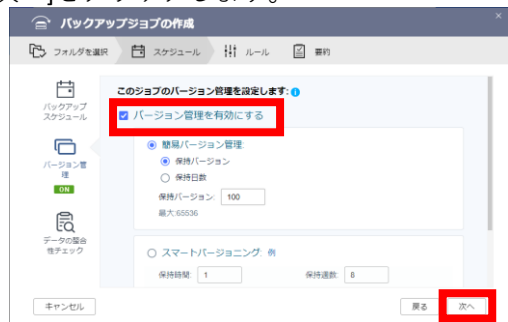 バックアップジョブの作成
フォルダを選択
スケジュール
ルール
要約
バックアップ
スケジュール
このジョブのバージョン管理を設定します:
バージョン管理を有効にする
バージョン管
理
ON
簡易バージョン管理:
保持バージョン
保持日数
保持バージョン: 100
最大:65536
データの整合
性チェック
スマートバージョニング: 例
保持時間: 1
保持週数: 8
キャンセル
戻る
次へ